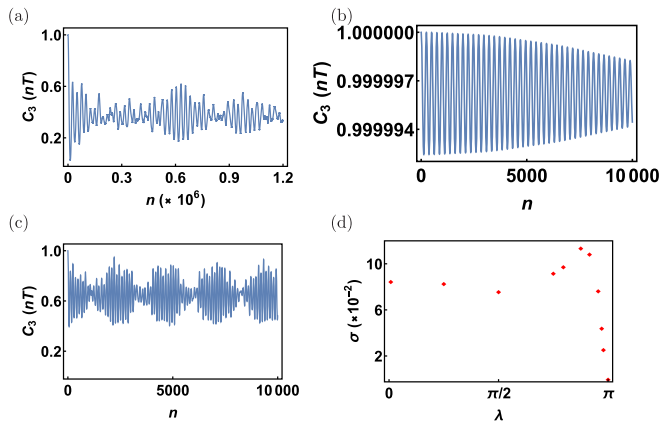 (a)
C3 (nT)
1.0
0.6
0.2
0 0.3 0.6 0.9 1.2
n (× 10^6)
(b)
C3 (nT)
1.000000
0.999997
0.999994
0 5000 10 000
n
(c)
C3 (nT)
1.0
0.6
0.2
0 5000 10 000
n
(d)
σ (×10^-2)
10
6
2
0 π/2 π
λ